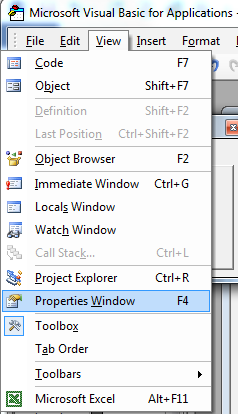 Microsoft Visual Basic for Applications -
File Edit View Insert Format
Code F7
Object Shift+F7
Definition Shift+F2
Last Position Ctrl+Shift+F2
Object Browser F2
Immediate Window Ctrl+G
Locals Window
Watch Window
Call Stack... Ctrl+L
Project Explorer Ctrl+R
Properties Window F4
Toolbox
Tab Order
Toolbars
Microsoft Excel Alt+F11